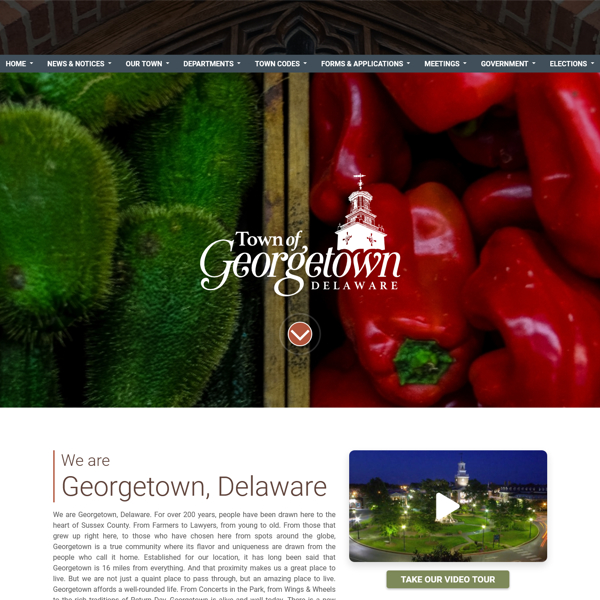 HOME NEWS & NOTICES OUR TOWN DEPARTMENTS TOWN CODES FORMS & APPLICATIONS MEETINGS GOVERNMENT ELECTIONS
Town of
Georgetown
DELAWARE
We are
Georgetown, Delaware
We are Georgetown, Delaware. For over 200 years, people have been drawn here to the
heart of Sussex County. From Farmers to Lawyers, from young to old. From those that
grew up right here, to those who have chosen here from spots around the globe,
Georgetown is a true community where its flavor and uniqueness are drawn from the
people who call it home. Established for our location, it has long been said that
Georgetown is 16 miles from everything. And that proximity makes us a great place to
live. But we are not just a quaint place to pass through, but an amazing place to live.
Georgetown affords a well-rounded life. From Concerts in the Park, from Wings & Wheels
to the rich traditions of Return Day, Georgetown is alive and well today. There is a new
TAKE OUR VIDEO TOUR